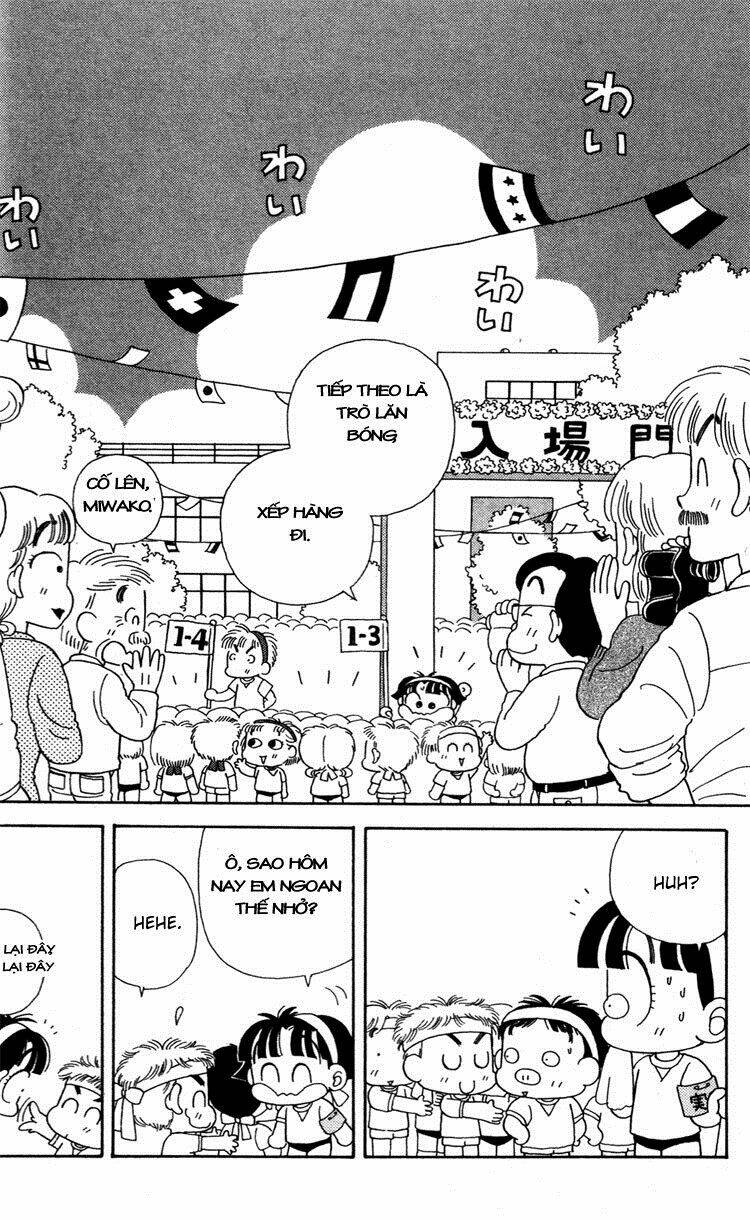 わい
わい
わい
わい
入場門
TIẾP THEO LÀ
TRÒ LĂN
BÓNG
XẾP HÀNG
ĐI.
CỐ LÊN,
MIWAKO.
1-4
1-3
HUH?
実
Ô, SAO HÔM
NAY EM NGOAN
THẾ NHỞ?
HEHE.
LẠI ĐÂY.
LẠI ĐÂY